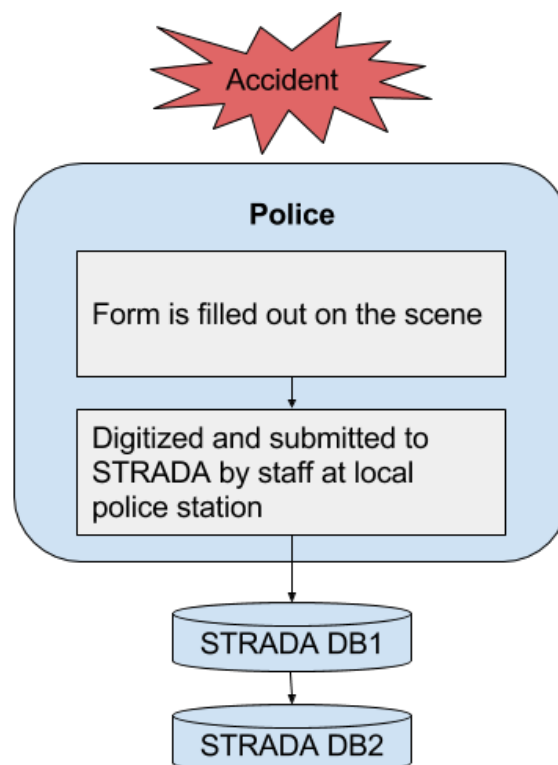 Accident
Police
Form is filled out on the scene
Digitized and submitted to
STRADA by staff at local
police station
STRADA DB1
STRADA DB2